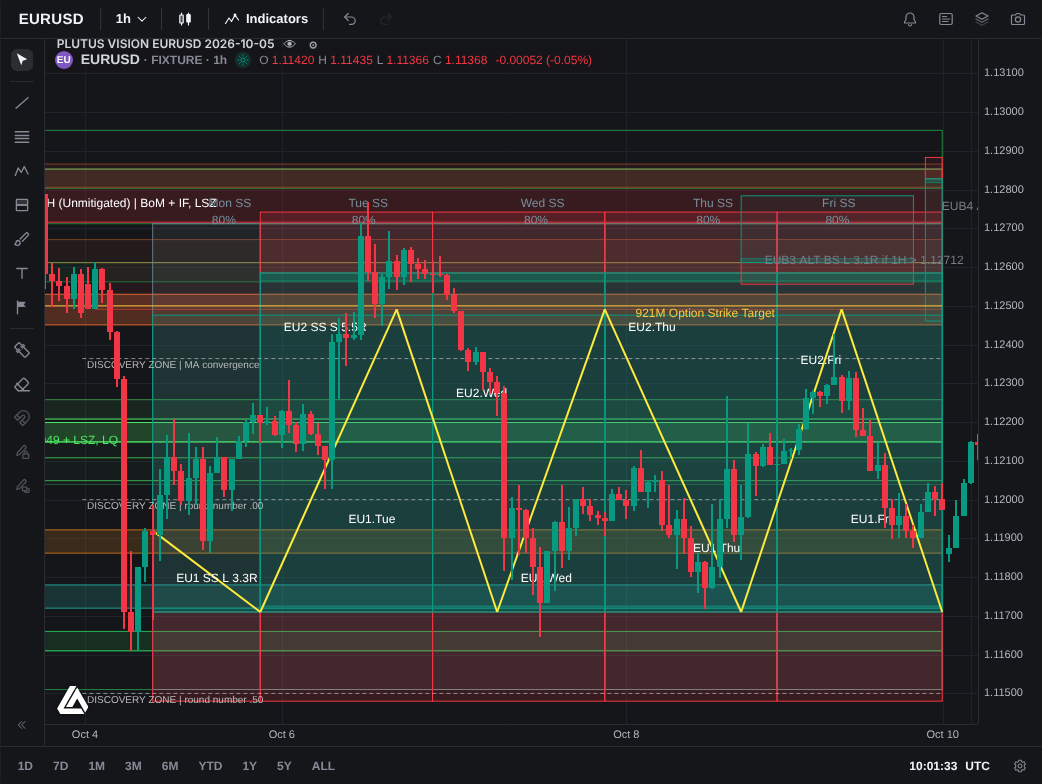 EURUSD 1h Indicators
PLUTUS VISION EURUSD 2026-10-05
EU EURUSD · FIXTURE · 1h O 1.11420 H 1.11435 L 1.11366 C 1.11368 -0.00052 (-0.05%)
1.13100
1.13000
1.12900
1.12800
H (Unmitigated) | BoM + IF, LSZ
Mon SS
80%
Tue SS
80%
Wed SS
80%
Thu SS
80%
Fri SS
80%
EUB4
1.12700
EUB3 ALT BS L 3.1R if 1H > 1.12712
1.12600
1.12500
921M Option Strike Target
EU2 SS S 5.5R
EU2.Thu
1.12400
DISCOVERY ZONE | MA convergence
EU2.Fri
1.12300
EU2.Wed
1.12200
49 + LSZ, LQ
1.12100
1.12000
DISCOVERY ZONE | round number .00
EU1.Tue
EU1.Fri
1.11900
EU1.Thu
1.11800
EU1 SS L 3.3R
EU1.Wed
1.11700
1.11600
1.11500
DISCOVERY ZONE | round number .50
Oct 4 Oct 6 Oct 8 Oct 10
1D 7D 1M 3M 6M YTD 1Y 5Y ALL 10:01:33 UTC